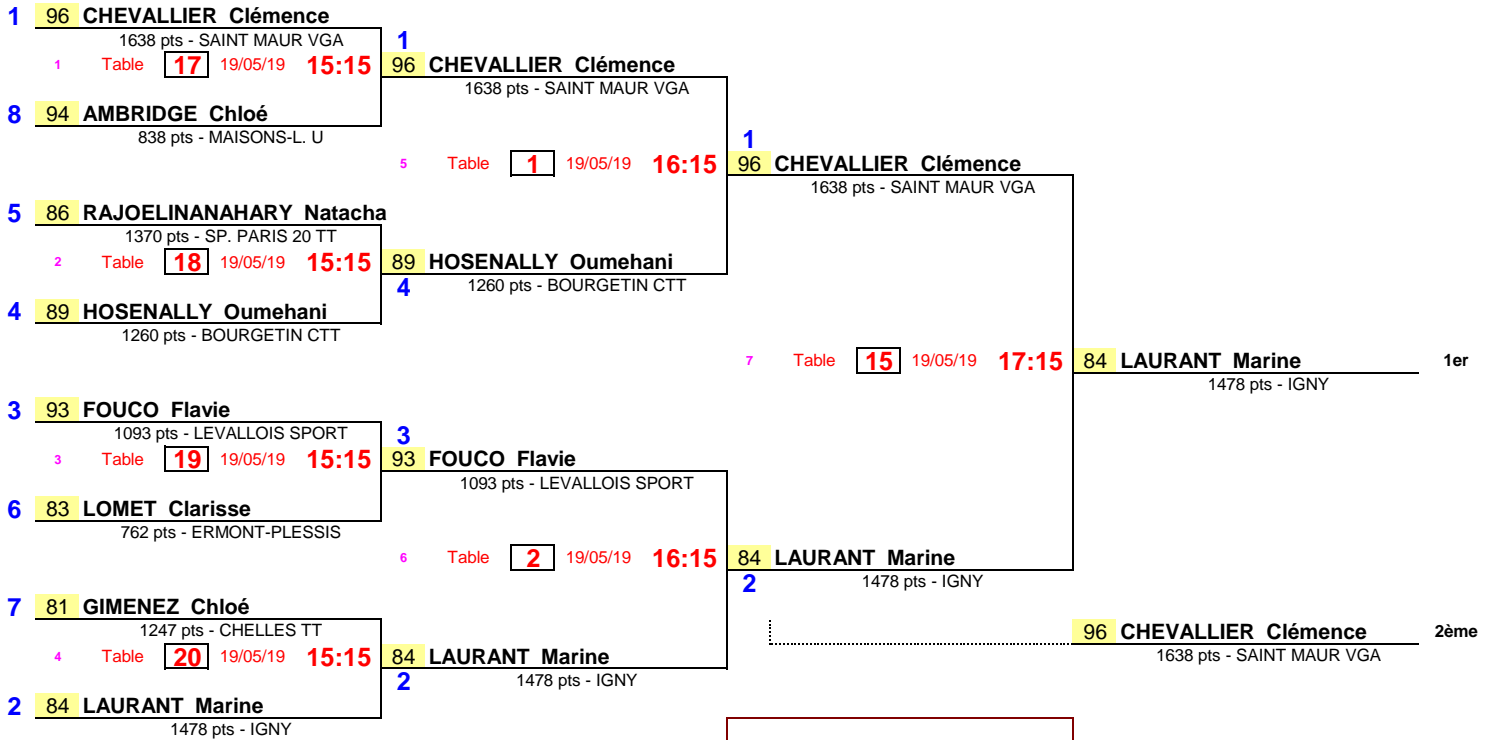 1 96 CHEVALLIER Clémence
1638 pts - SAINT MAUR VGA
1 Table 17 19/05/19 15:15
8 94 AMBRIDGE Chloé
838 pts - MAISONS-L. U
1
96 CHEVALLIER Clémence
1638 pts - SAINT MAUR VGA
5 Table 1 19/05/19 16:15
5 86 RAJOELINANAHARY Natacha
1370 pts - SP. PARIS 20 TT
2 Table 18 19/05/19 15:15
4 89 HOSENALLY Oumehani
1260 pts - BOURGETIN CTT
89 HOSENALLY Oumehani
4
1260 pts - BOURGETIN CTT
1
96 CHEVALLIER Clémence
1638 pts - SAINT MAUR VGA
7 Table 15 19/05/19 17:15
3 93 FOUCO Flavie
1093 pts - LEVALLOIS SPORT
3 Table 19 19/05/19 15:15
6 83 LOMET Clarisse
762 pts - ERMONT-PLESSIS
3
93 FOUCO Flavie
1093 pts - LEVALLOIS SPORT
6 Table 2 19/05/19 16:15
7 81 GIMENEZ Chloé
1247 pts - CHELLES TT
4 Table 20 19/05/19 15:15
2 84 LAURANT Marine
1478 pts - IGNY
84 LAURANT Marine
2
1478 pts - IGNY
84 LAURANT Marine
2
1478 pts - IGNY
84 LAURANT Marine 1er
1478 pts - IGNY
96 CHEVALLIER Clémence 2ème
1638 pts - SAINT MAUR VGA